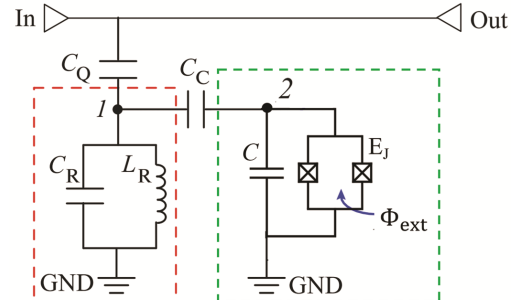 In Out
C_Q
C_C
1 2
C_R L_R C E_J
Φ_ext
GND GND